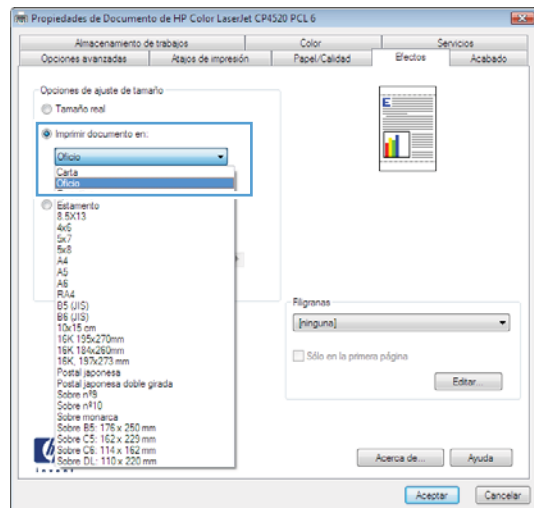 Propiedades de Documento de HP Color LaserJet CP4520 PCL 6
Almacenamiento de trabajos Color Servicios
Opciones avanzadas Atajos de impresión Papel/Calidad Efectos Acabado
Opciones de ajuste de tamaño
Tamaño real
Imprimir documento en:
Oficio
Carta
Oficio
Estamento
8.5X13
4x6
5x7
5x8
A4
A5
A6
RA4
B5 (JIS)
B6 (JIS)
10x15 cm
16K 195x270mm
16K 184x260mm
16K, 197x273 mm
Postal japonesa
Postal japonesa doble girada
Sobre nº9
Sobre nº10
Sobre monarca
Sobre B5: 176 x 250 mm
Sobre C5: 162 x 229 mm
Sobre C6: 114 x 162 mm
Sobre DL: 110 x 220 mm
E
Filigranas
[ninguna]
Sólo en la primera página
Editar...
Acerca de... Ayuda
Aceptar Cancelar